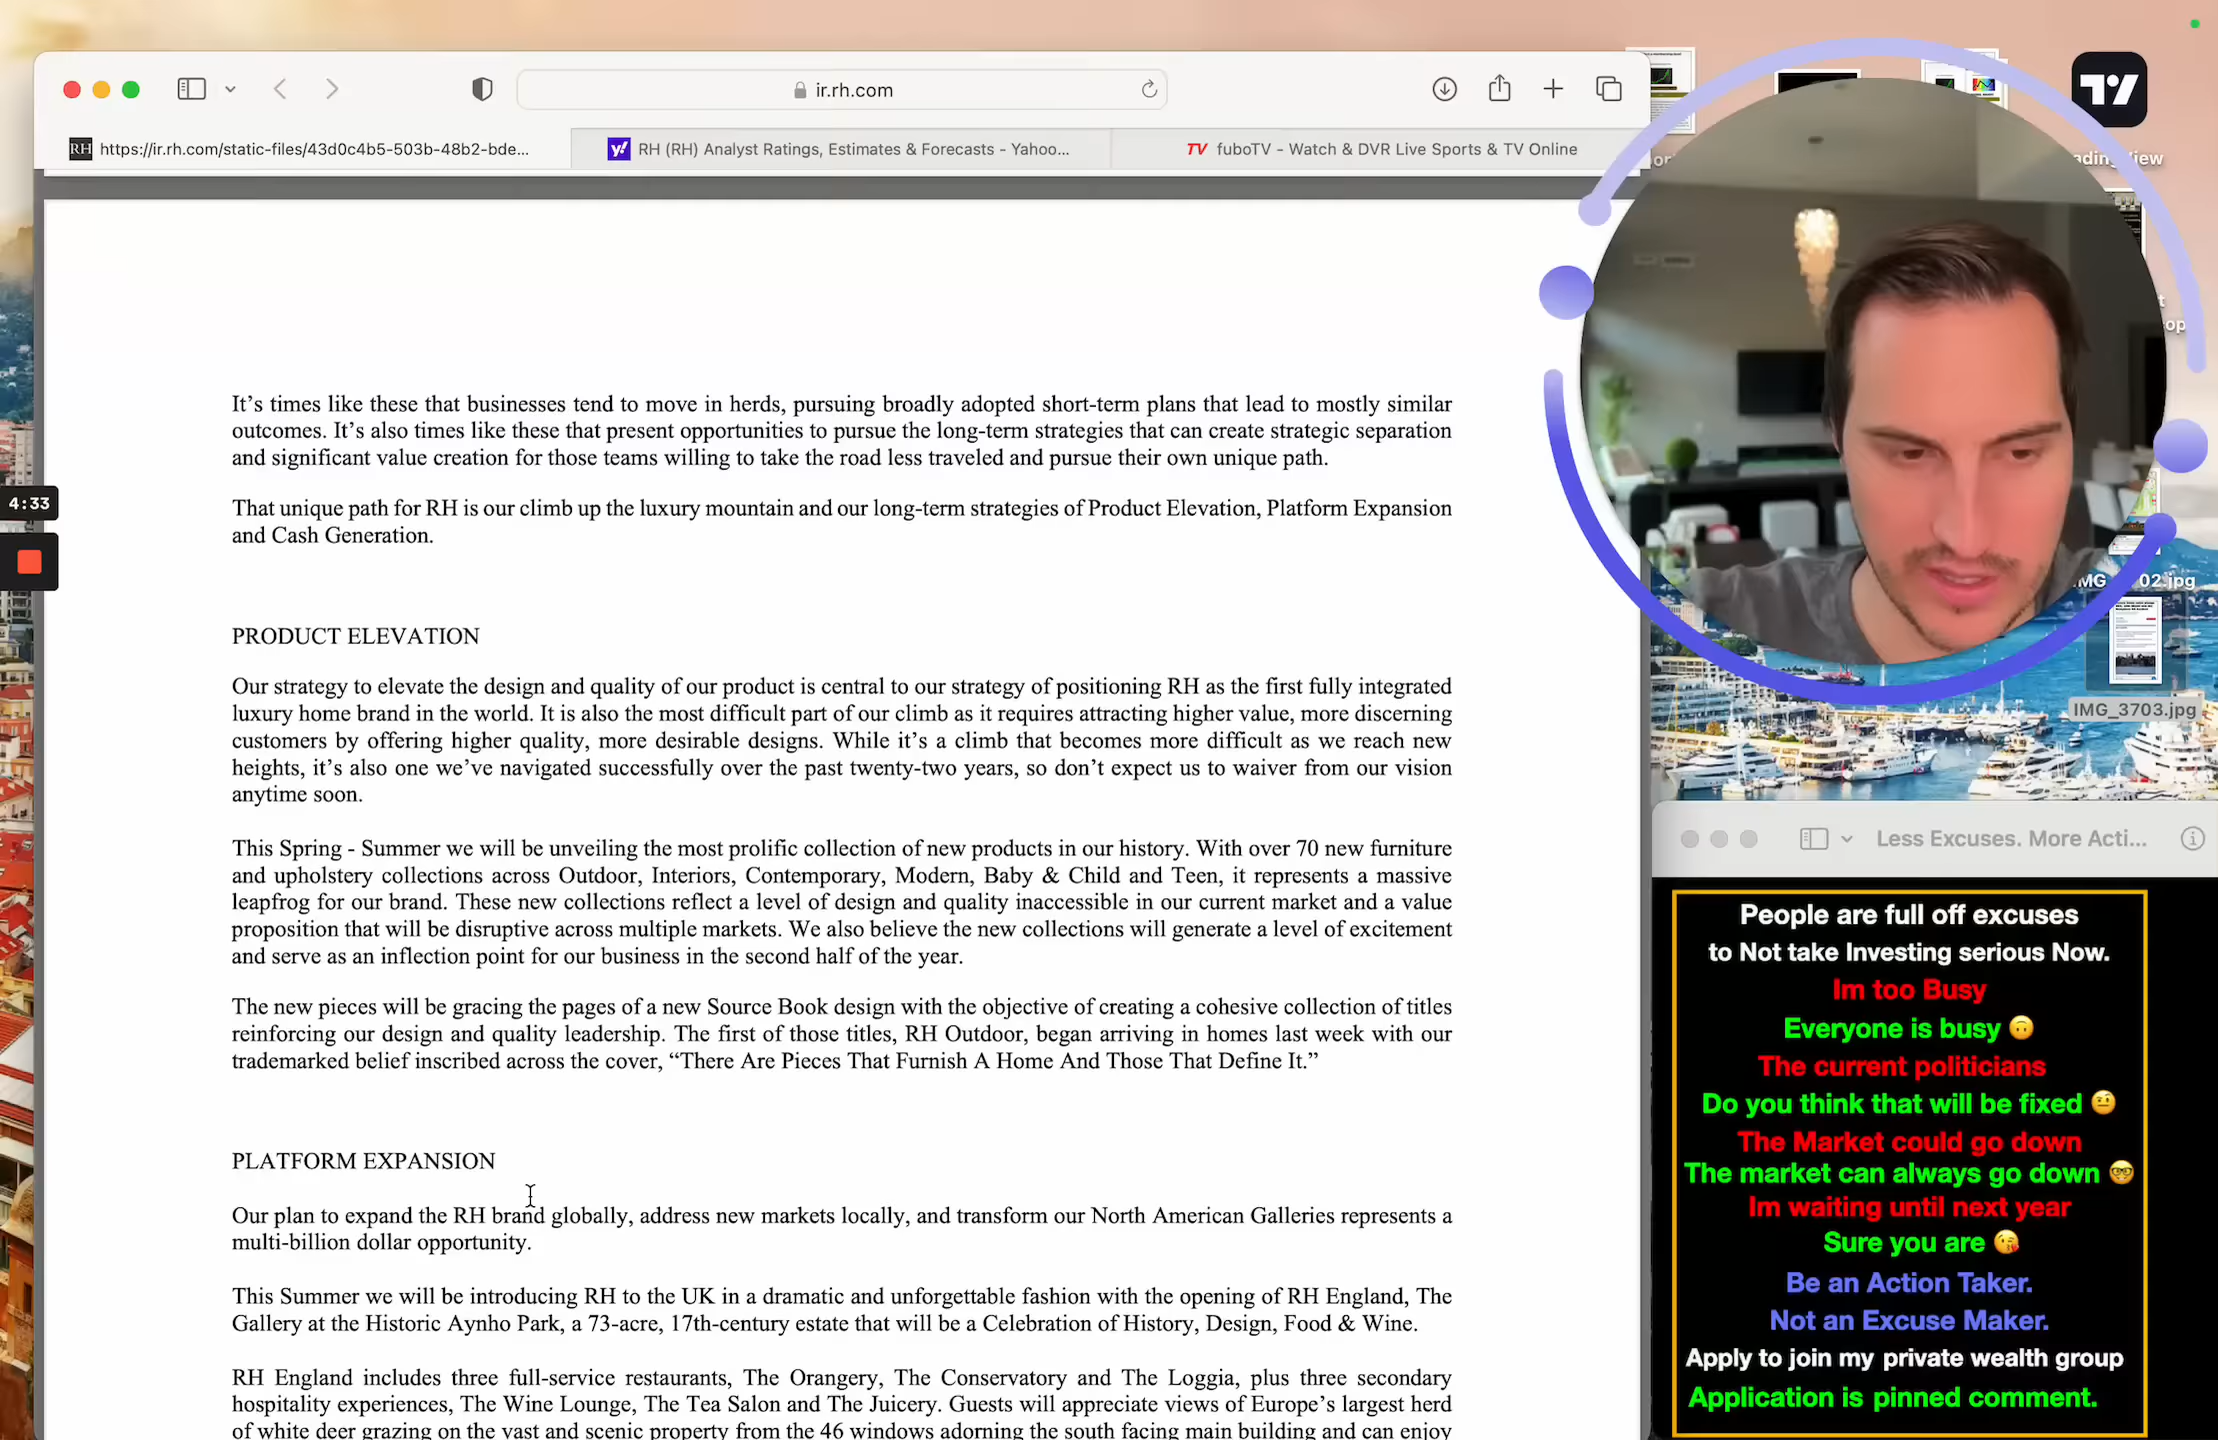 ir.rh.com
RH https://ir.rh.com/static-files/43d0c4b5-503b-48b2-bde...
y! RH (RH) Analyst Ratings, Estimates & Forecasts - Yahoo...
TV fuboTV - Watch & DVR Live Sports & TV Online
It’s times like these that businesses tend to move in herds, pursuing broadly adopted short-term plans that lead to mostly similar
outcomes. It’s also times like these that present opportunities to pursue the long-term strategies that can create strategic separation
and significant value creation for those teams willing to take the road less traveled and pursue their own unique path.
That unique path for RH is our climb up the luxury mountain and our long-term strategies of Product Elevation, Platform Expansion
and Cash Generation.
4:33
PRODUCT ELEVATION
Our strategy to elevate the design and quality of our product is central to our strategy of positioning RH as the first fully integrated
luxury home brand in the world. It is also the most difficult part of our climb as it requires attracting higher value, more discerning
customers by offering higher quality, more desirable designs. While it’s a climb that becomes more difficult as we reach new
heights, it’s also one we’ve navigated successfully over the past twenty-two years, so don’t expect us to waiver from our vision
anytime soon.
This Spring - Summer we will be unveiling the most prolific collection of new products in our history. With over 70 new furniture
and upholstery collections across Outdoor, Interiors, Contemporary, Modern, Baby & Child and Teen, it represents a massive
leapfrog for our brand. These new collections reflect a level of design and quality inaccessible in our current market and a value
proposition that will be disruptive across multiple markets. We also believe the new collections will generate a level of excitement
and serve as an inflection point for our business in the second half of the year.
The new pieces will be gracing the pages of a new Source Book design with the objective of creating a cohesive collection of titles
reinforcing our design and quality leadership. The first of those titles, RH Outdoor, began arriving in homes last week with our
trademarked belief inscribed across the cover, “There Are Pieces That Furnish A Home And Those That Define It.”
PLATFORM EXPANSION
Our plan to expand the RH brand globally, address new markets locally, and transform our North American Galleries represents a
multi-billion dollar opportunity.
This Summer we will be introducing RH to the UK in a dramatic and unforgettable fashion with the opening of RH England, The
Gallery at the Historic Aynho Park, a 73-acre, 17th-century estate that will be a Celebration of History, Design, Food & Wine.
RH England includes three full-service restaurants, The Orangery, The Conservatory and The Loggia, plus three secondary
hospitality experiences, The Wine Lounge, The Tea Salon and The Juicery. Guests will appreciate views of Europe’s largest herd
of white deer grazing on the vast and scenic property from the 46 windows adorning the south facing main building and can enjoy
02.jpg
IMG_3703.jpg
Less Excuses. More Acti...
People are full off excuses
to Not take Investing serious Now.
Im too Busy
Everyone is busy 🙃
The current politicians
Do you think that will be fixed 🤨
The Market could go down
The market can always go down 🤓
Im waiting until next year
Sure you are 😘
Be an Action Taker.
Not an Excuse Maker.
Apply to join my private wealth group
Application is pinned comment.